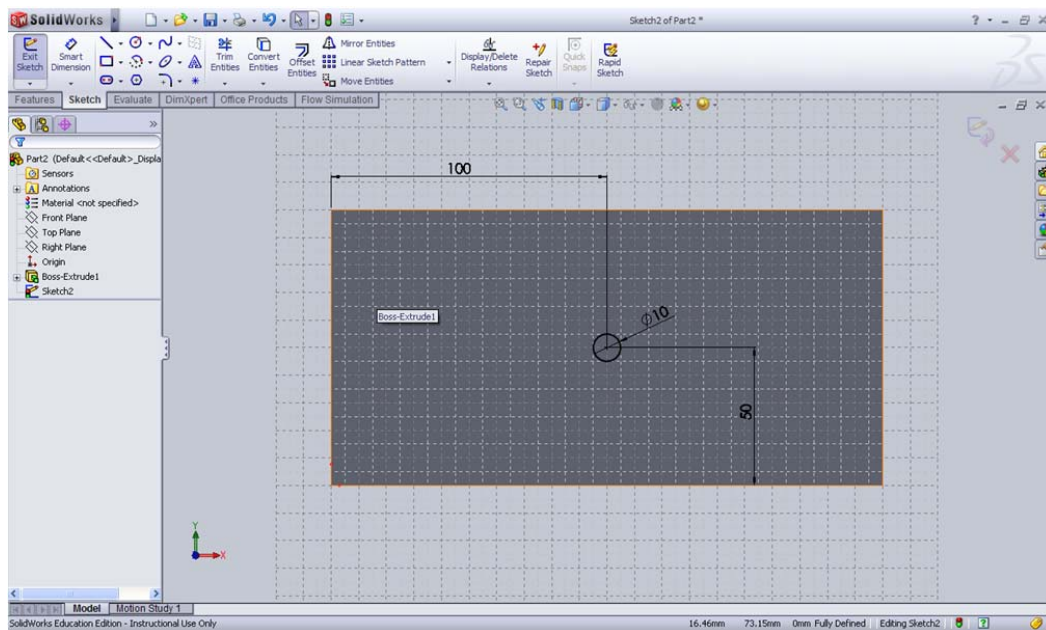 SolidWorks
Sketch2 of Part2 *
Exit Sketch
Smart Dimension
Trim Entities
Convert Entities
Offset Entities
Mirror Entities
Linear Sketch Pattern
Move Entities
Display/Delete Relations
Repair Sketch
Quick Snaps
Rapid Sketch
Features Sketch Evaluate DimXpert Office Products Flow Simulation
Part2 (Default<<Default>_Displa
Sensors
Annotations
Material <not specified>
Front Plane
Top Plane
Right Plane
Origin
Boss-Extrude1
Sketch2
100
Boss-Extrude1
⌀10
50
Y
X
Model Motion Study 1
SolidWorks Education Edition - Instructional Use Only
16.46mm 73.15mm 0mm Fully Defined Editing Sketch2